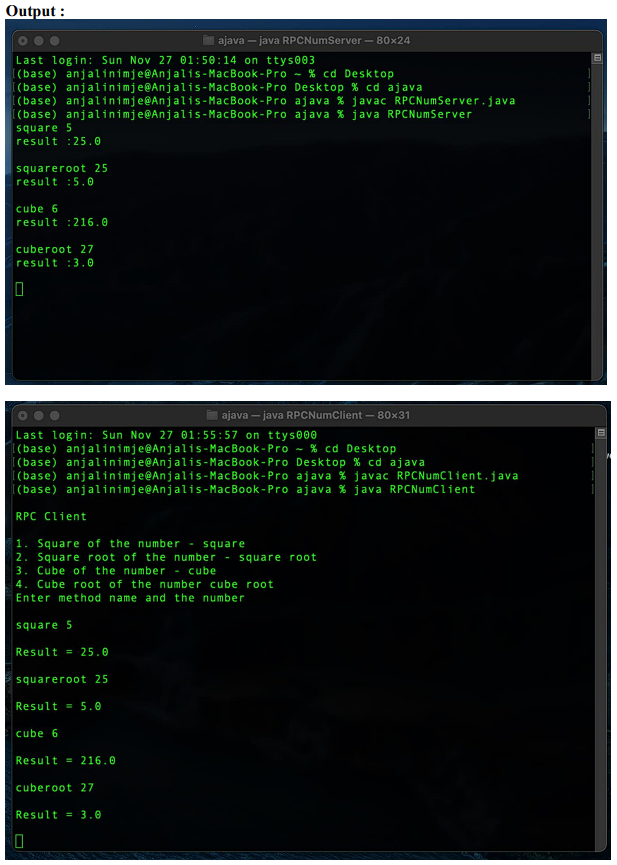 Output :
ajava — java RPCNumServer — 80×24
Last login: Sun Nov 27 01:50:14 on ttys003
[(base) anjalinimje@Anjalis-MacBook-Pro ~ % cd Desktop ]
[(base) anjalinimje@Anjalis-MacBook-Pro Desktop % cd ajava ]
[(base) anjalinimje@Anjalis-MacBook-Pro ajava % javac RPCNumServer.java ]
[(base) anjalinimje@Anjalis-MacBook-Pro ajava % java RPCNumServer ]
square 5
result :25.0
squareroot 25
result :5.0
cube 6
result :216.0
cuberoot 27
result :3.0
ajava — java RPCNumClient — 80×31
Last login: Sun Nov 27 01:55:57 on ttys000
[(base) anjalinimje@Anjalis-MacBook-Pro ~ % cd Desktop ]
[(base) anjalinimje@Anjalis-MacBook-Pro Desktop % cd ajava ]
[(base) anjalinimje@Anjalis-MacBook-Pro ajava % javac RPCNumClient.java ]
[(base) anjalinimje@Anjalis-MacBook-Pro ajava % java RPCNumClient ]
RPC Client
1. Square of the number - square
2. Square root of the number - square root
3. Cube of the number - cube
4. Cube root of the number cube root
Enter method name and the number
square 5
Result = 25.0
squareroot 25
Result = 5.0
cube 6
Result = 216.0
cuberoot 27
Result = 3.0